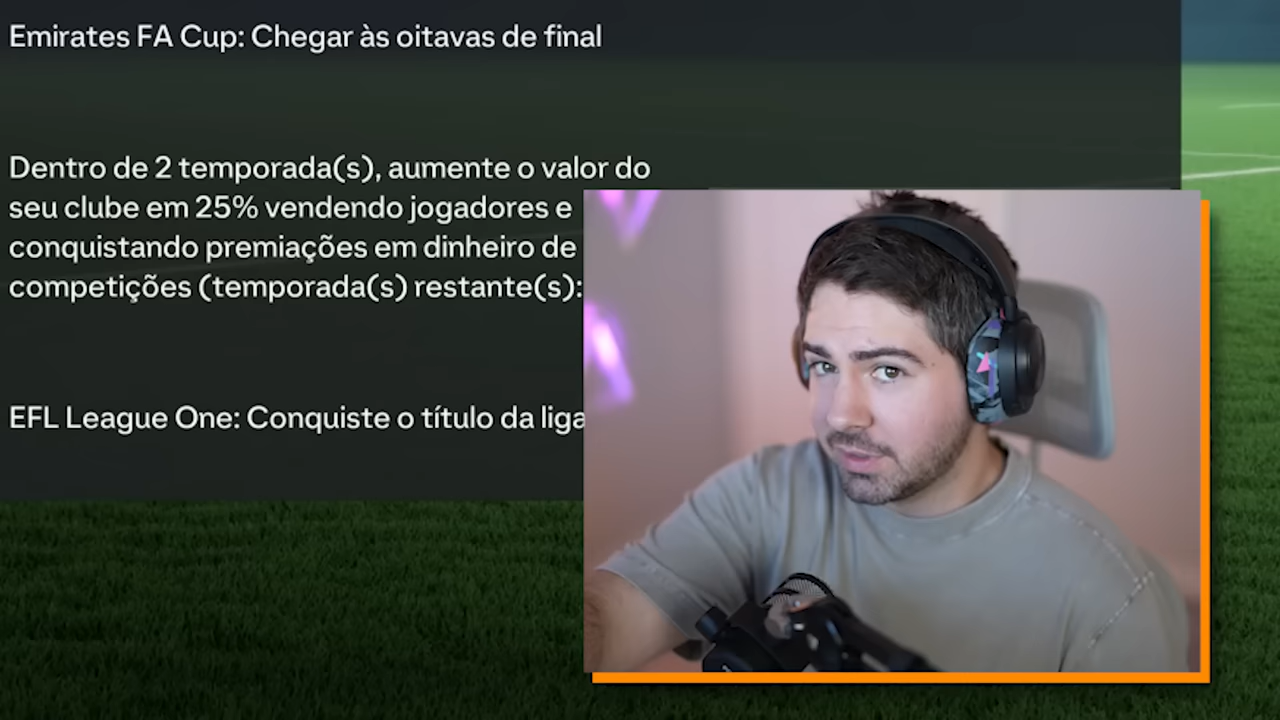 Emirates FA Cup: Chegar às oitavas de final
Dentro de 2 temporada(s), aumente o valor do
seu clube em 25% vendendo jogadores e
conquistando premiações em dinheiro de
competições (temporada(s) restante(s):
EFL League One: Conquiste o título da liga